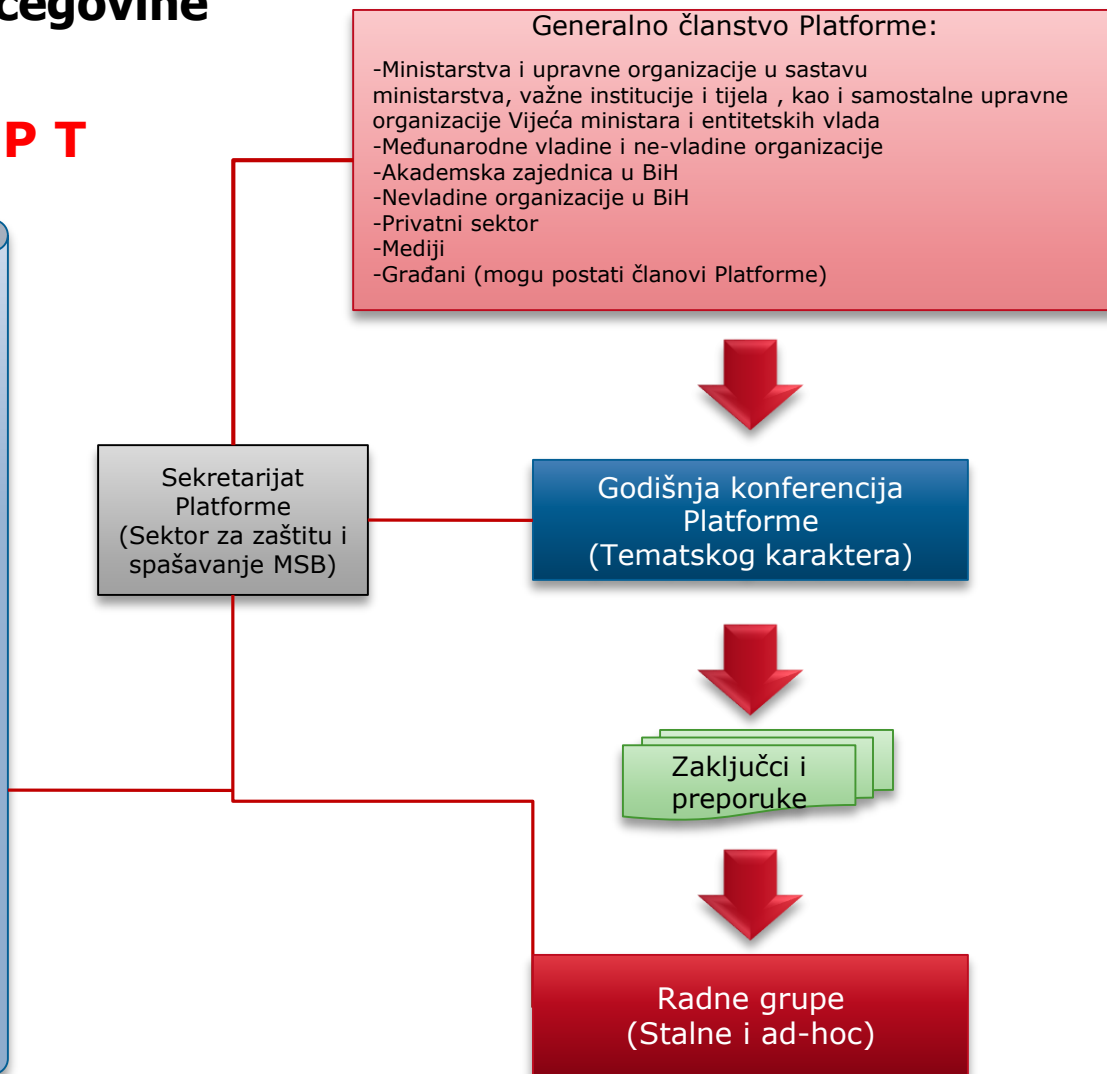 cegovine
P T
Generalno članstvo Platforme:
-Ministarstva i upravne organizacije u sastavu
ministarstva, važne institucije i tijela , kao i samostalne upravne
organizacije Vijeća ministara i entitetskih vlada
-Međunarodne vladine i ne-vladine organizacije
-Akademska zajednica u BiH
-Nevladine organizacije u BiH
-Privatni sektor
-Mediji
-Građani (mogu postati članovi Platforme)
Sekretarijat
Platforme
(Sektor za zaštitu i
spašavanje MSB)
Godišnja konferencija
Platforme
(Tematskog karaktera)
Zaključci i
preporuke
Radne grupe
(Stalne i ad-hoc)